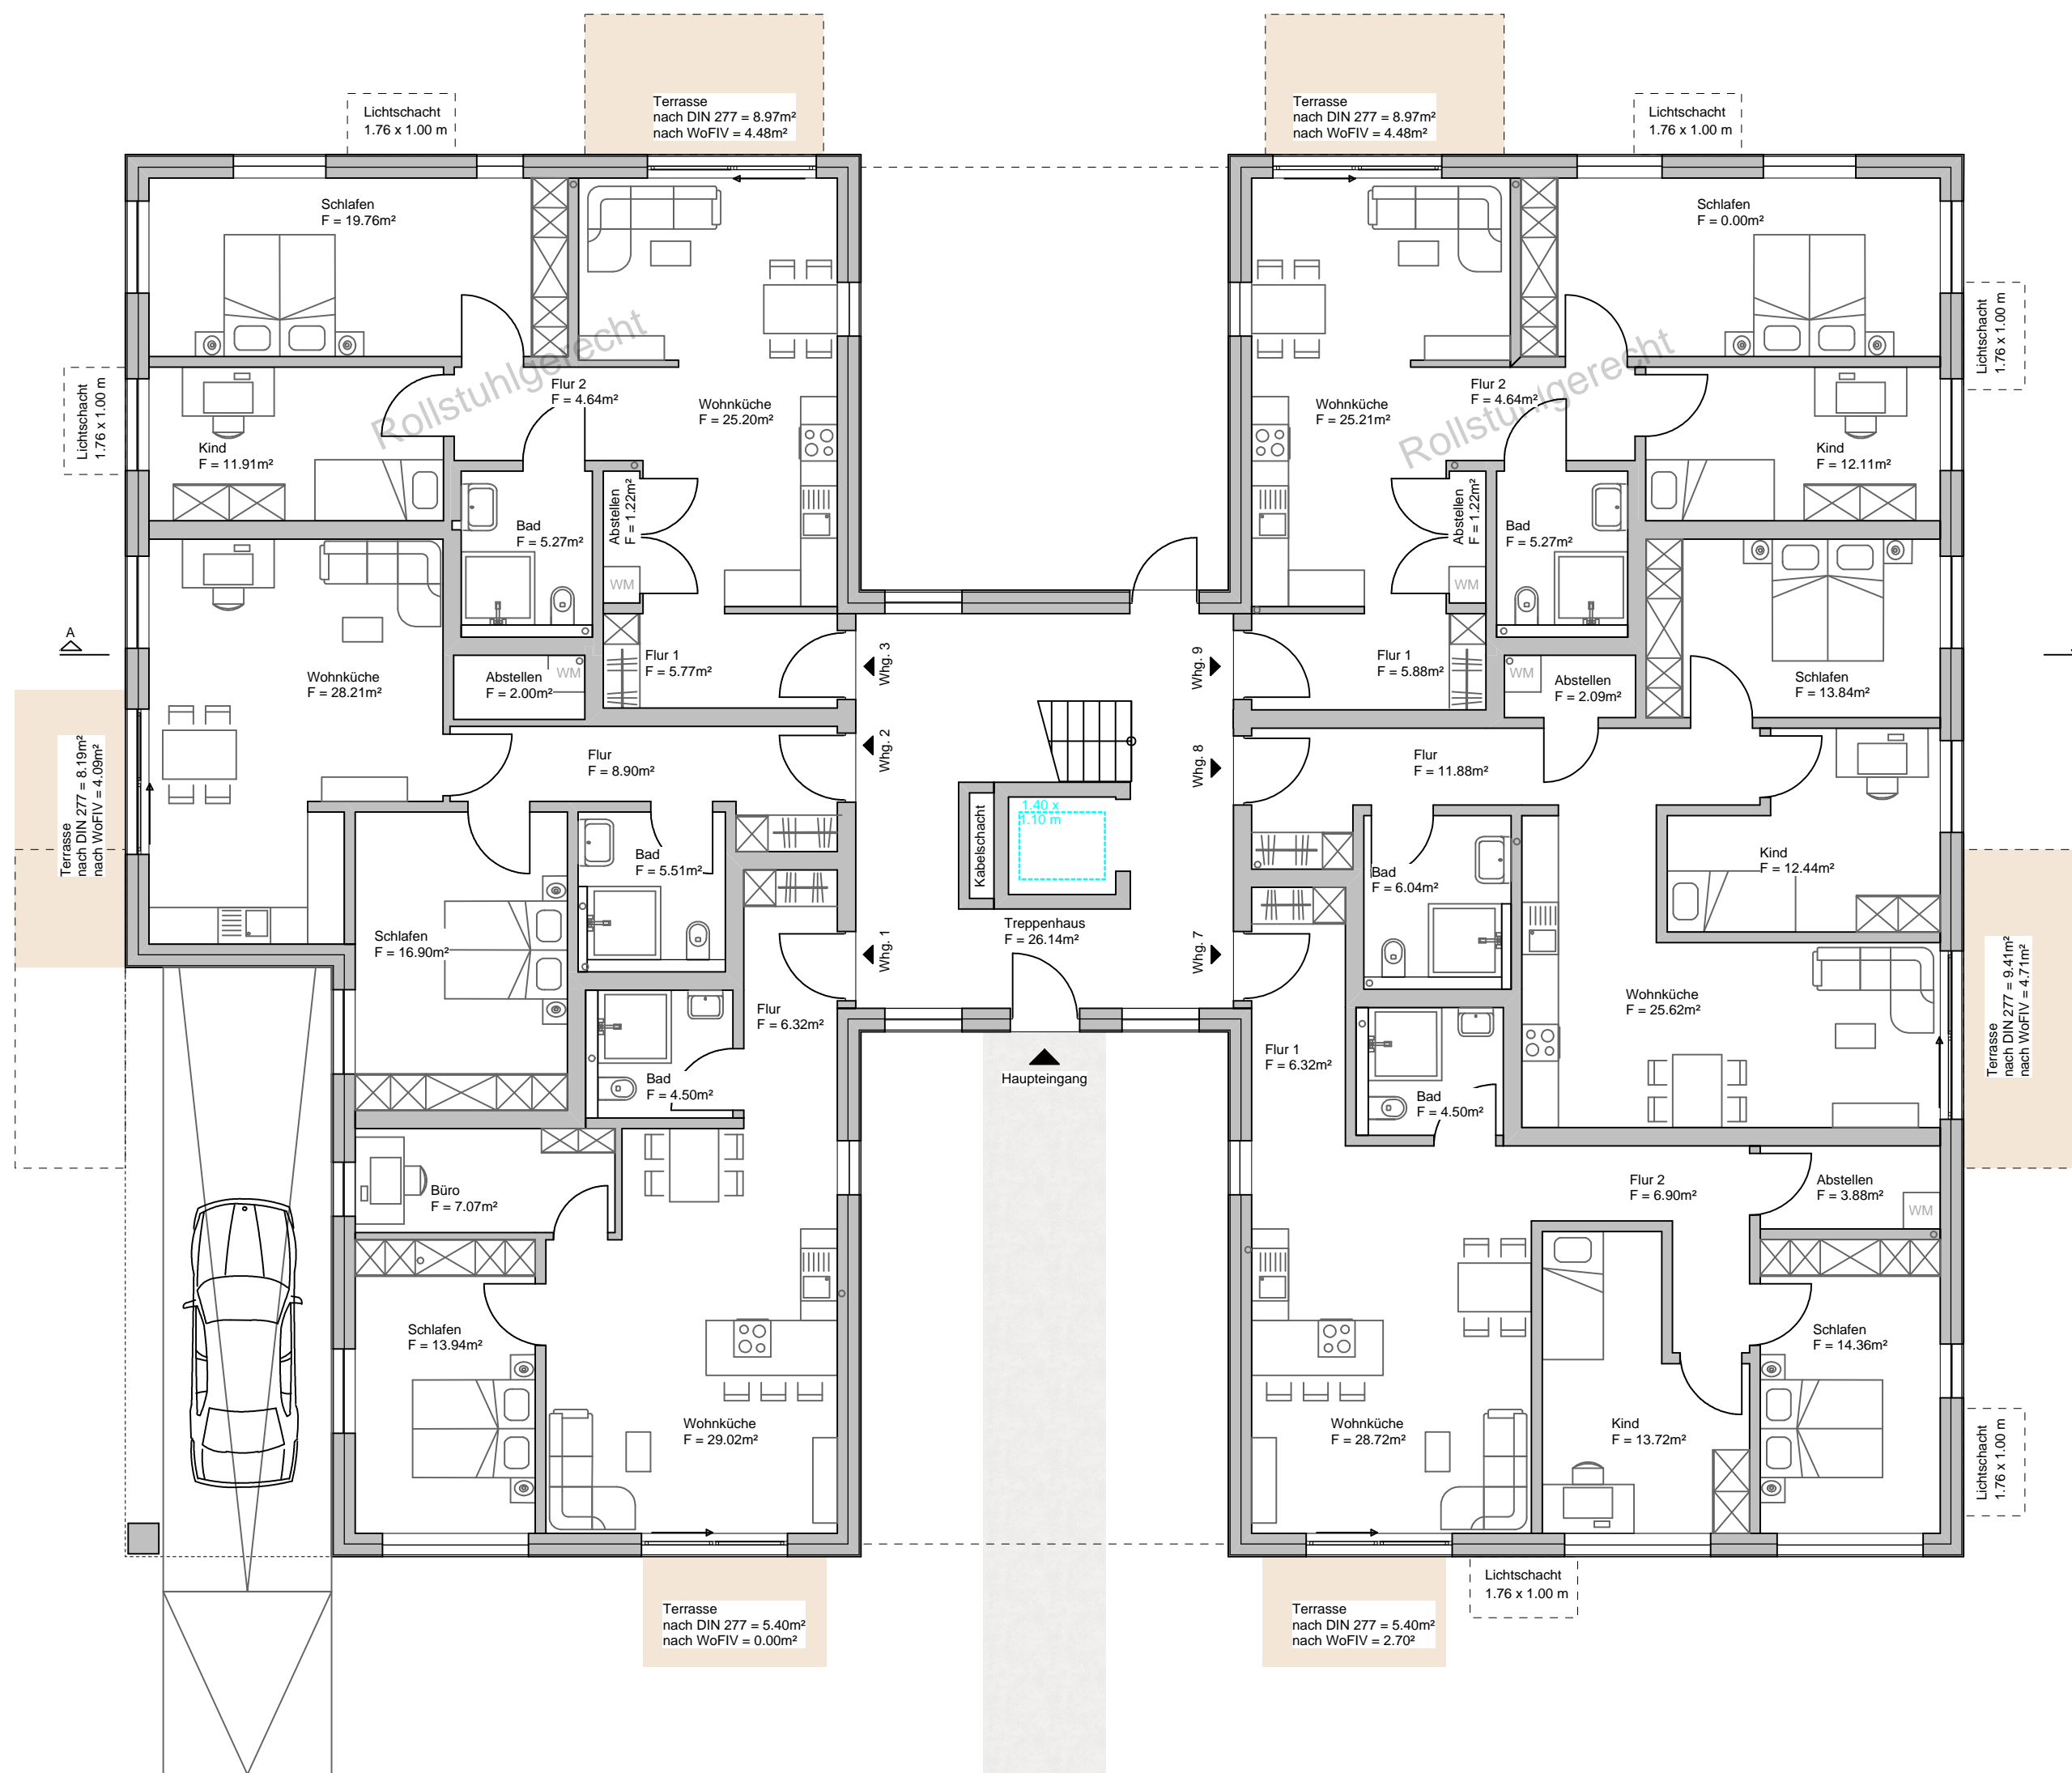 Terrasse
nach DIN 277 = 8.97m²
nach WoFIV = 4.48m²
Terrasse
nach DIN 277 = 8.97m²
nach WoFIV = 4.48m²
Lichtschacht
1.76 x 1.00 m
Lichtschacht
1.76 x 1.00 m
Schlafen
F = 19.76m²
Schlafen
F = 0.00m²
Rollstuhlgerecht
Rollstuhlgerecht
Lichtschacht
1.76 x 1.00 m
Lichtschacht
1.76 x 1.00 m
Flur 2
F = 4.64m²
Wohnküche
F = 25.20m²
Wohnküche
F = 25.21m²
Flur 2
F = 4.64m²
Kind
F = 11.91m²
Kind
F = 12.11m²
Bad
F = 5.27m²
Abstellen
F = 1.22m²
WM
Abstellen
F = 1.22m²
WM
Bad
F = 5.27m²
A
Wohnküche
F = 28.21m²
Abstellen
F = 2.00m²
WM
Flur 1
F = 5.77m²
Whg. 3
Whg. 9
Flur 1
F = 5.88m²
WM
Abstellen
F = 2.09m²
Schlafen
F = 13.84m²
Terrasse
nach DIN 277 = 8.19m²
nach WoFIV = 4.09m²
Flur
F = 8.90m²
Whg. 2
Whg. 8
Flur
F = 11.88m²
1.40 x
1.10 m
Kabelschacht
Bad
F = 5.51m²
Bad
F = 6.04m²
Kind
F = 12.44m²
Schlafen
F = 16.90m²
Treppenhaus
F = 26.14m²
Whg. 1
Whg. 7
Wohnküche
F = 25.62m²
Terrasse
nach DIN 277 = 9.41m²
nach WoFIV = 4.71m²
Flur
F = 6.32m²
Flur 1
F = 6.32m²
Haupteingang
Bad
F = 4.50m²
Bad
F = 4.50m²
Büro
F = 7.07m²
Flur 2
F = 6.90m²
Abstellen
F = 3.88m²
WM
Schlafen
F = 13.94m²
Schlafen
F = 14.36m²
Wohnküche
F = 29.02m²
Wohnküche
F = 28.72m²
Kind
F = 13.72m²
Lichtschacht
1.76 x 1.00 m
Lichtschacht
1.76 x 1.00 m
Terrasse
nach DIN 277 = 5.40m²
nach WoFIV = 0.00m²
Terrasse
nach DIN 277 = 5.40m²
nach WoFIV = 2.70²